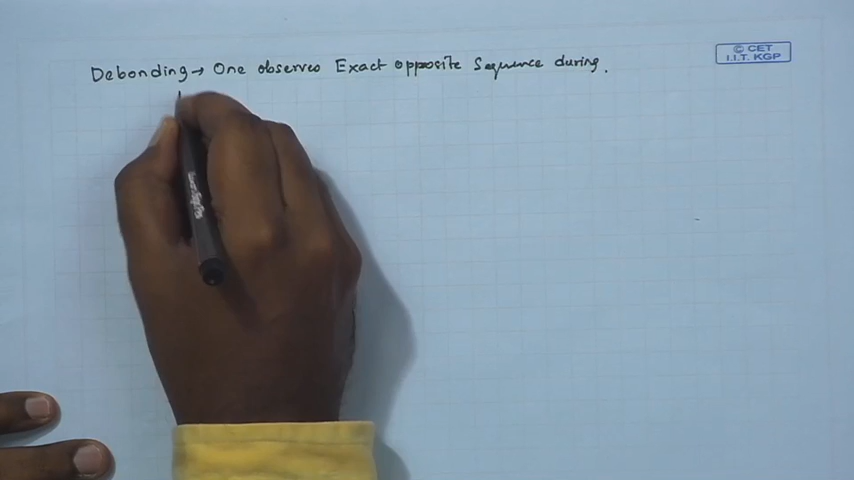 Debonding → One observes Exact opposite Sequence during.
© CET
I.I.T. KGP